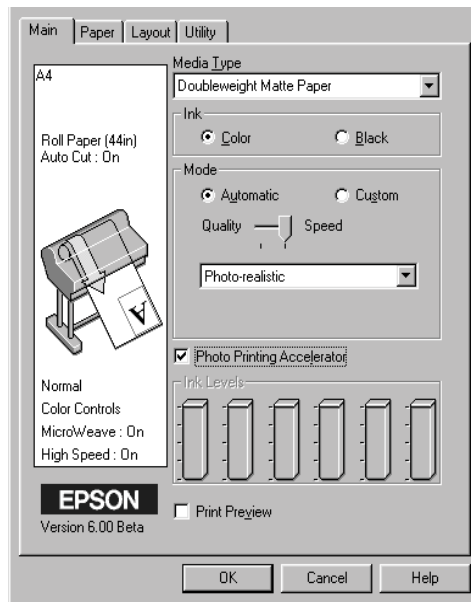 Main
Paper
Layout
Utility
A4
Roll Paper (44in)
Auto Cut : On
A
Normal
Color Controls
MicroWeave : On
High Speed : On
EPSON
Version 6.00 Beta
Media Type
Doubleweight Matte Paper
Ink
Color
Black
Mode
Automatic
Custom
Quality
Speed
Photo-realistic
Photo Printing Accelerator
Ink Levels
Print Preview
OK
Cancel
Help